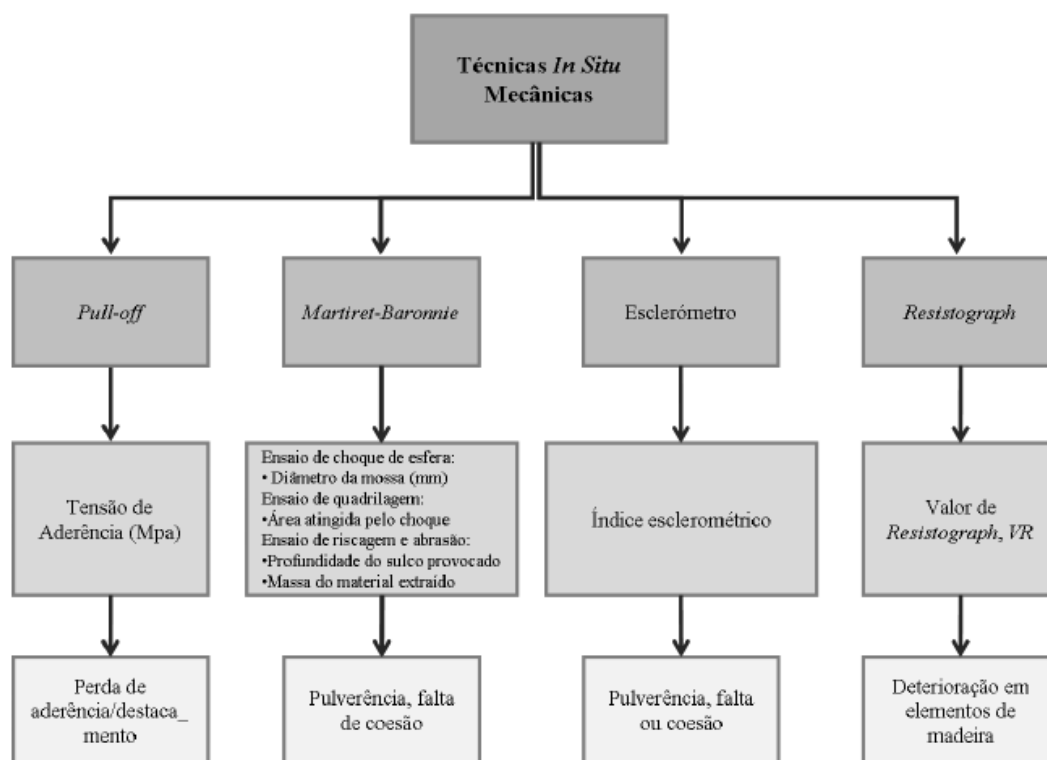 Técnicas In Situ
Mecânicas
Pull-off
Martiret-Baronnie
Esclerómetro
Resistograph
Tensão de
Aderência (Mpa)
Ensaio de choque de esfera:
• Diâmetro da mossa (mm)
Ensaio de quadrilagem:
•Área atingida pelo choque
Ensaio de riscagem e abrasão:
•Profundidade do sulco provocado
•Massa do material extraído
Índice esclerométrico
Valor de
Resistograph, VR
Perda de
aderência/destaca_
mento
Pulverência, falta
de coesão
Pulverência, falta
ou coesão
Deterioração em
elementos de
madeira